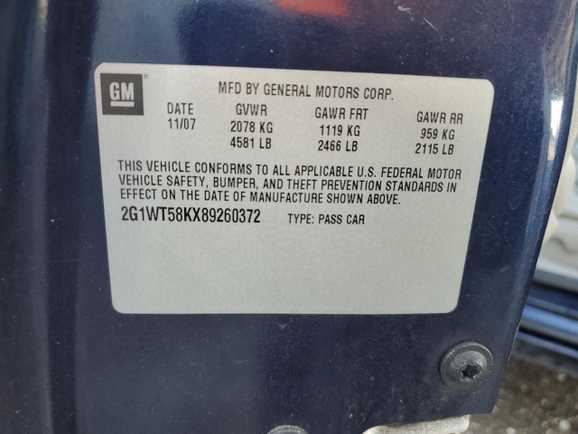 GM
MFD BY GENERAL MOTORS CORP.
DATE GVWR GAWR FRT GAWR RR
11/07 2078 KG 1119 KG 959 KG
4581 LB 2466 LB 2115 LB
THIS VEHICLE CONFORMS TO ALL APPLICABLE U.S. FEDERAL MOTOR
VEHICLE SAFETY, BUMPER, AND THEFT PREVENTION STANDARDS IN
EFFECT ON THE DATE OF MANUFACTURE SHOWN ABOVE.
2G1WT58KX89260372 TYPE: PASS CAR